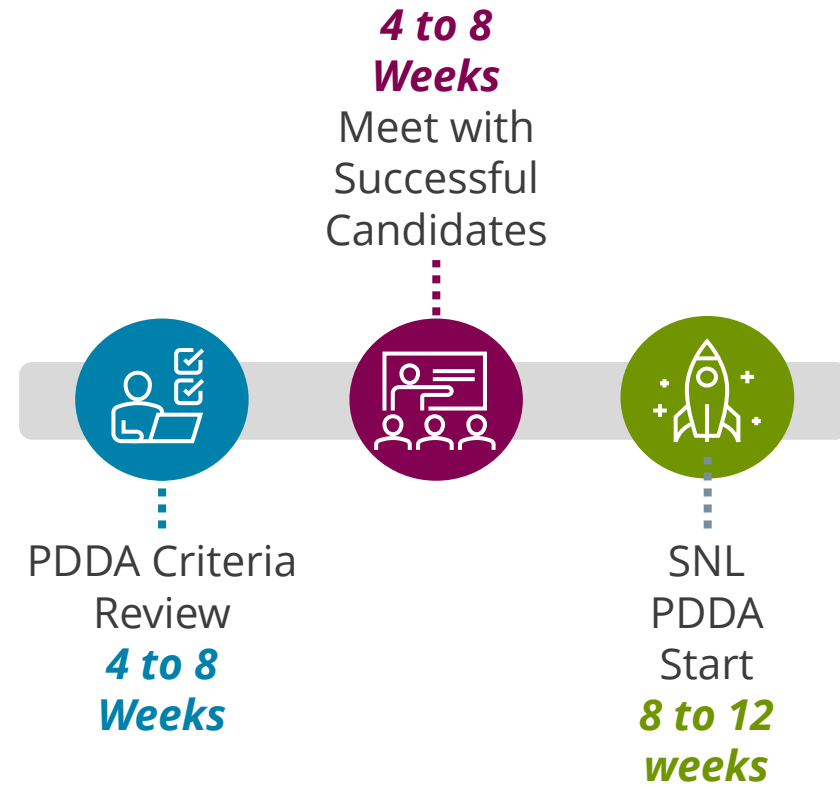 4 to 8
Weeks
Meet with
Successful
Candidates
PDDA Criteria
Review
4 to 8
Weeks
SNL
PDDA
Start
8 to 12
weeks